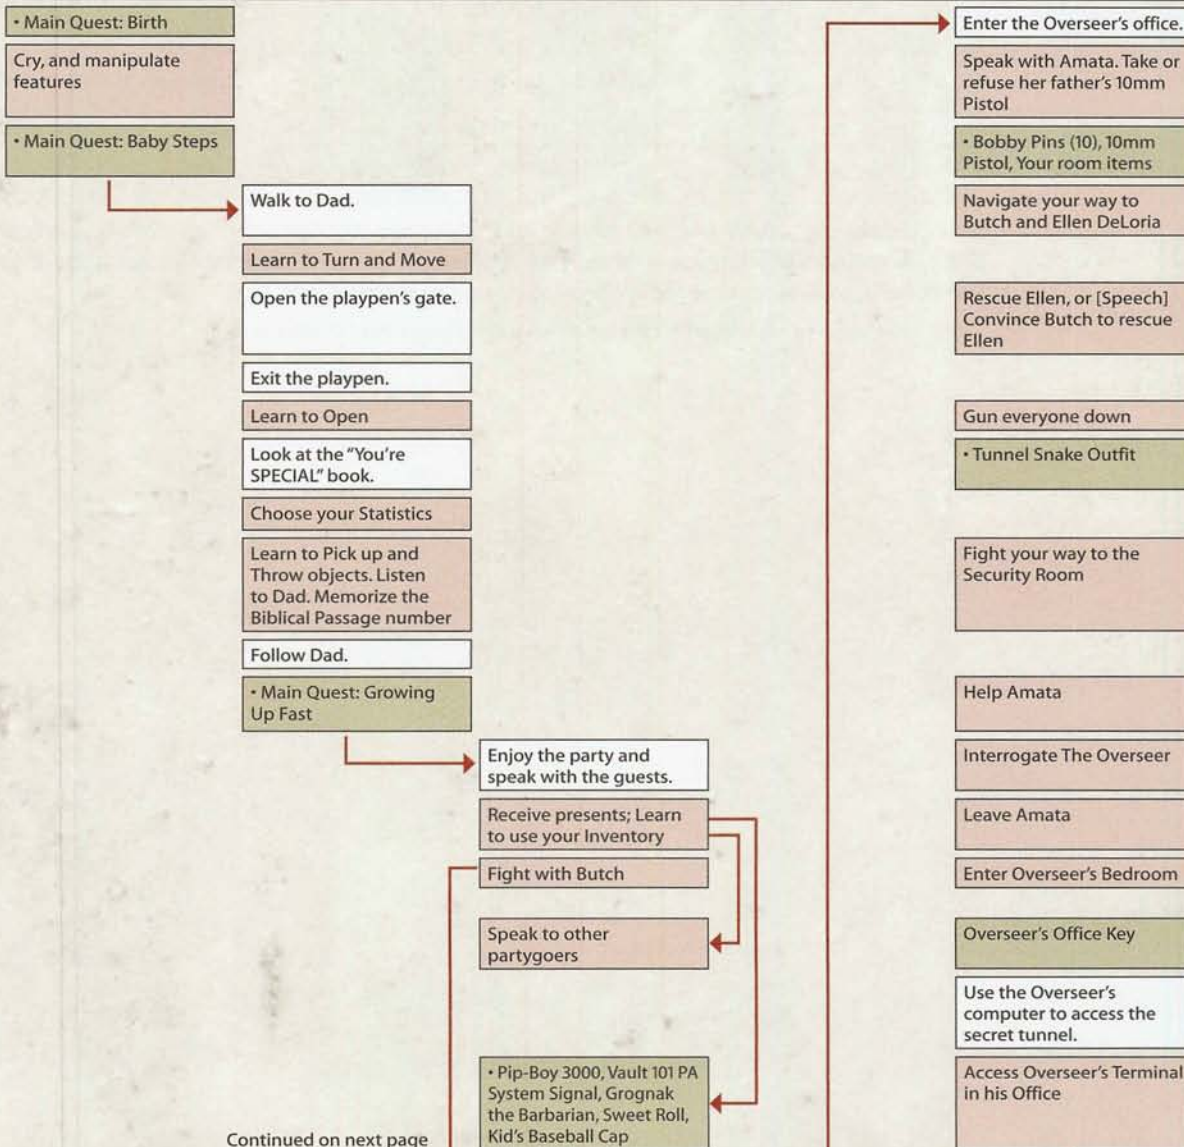 • Main Quest: Birth
Cry, and manipulate
features
• Main Quest: Baby Steps
Walk to Dad.
Learn to Turn and Move
Open the playpen's gate.
Exit the playpen.
Learn to Open
Look at the "You're
SPECIAL" book.
Choose your Statistics
Learn to Pick up and
Throw objects. Listen
to Dad. Memorize the
Biblical Passage number
Follow Dad.
• Main Quest: Growing
Up Fast
Enjoy the party and
speak with the guests.
Receive presents; Learn
to use your Inventory
Fight with Butch
Speak to other
partygoers
• Pip-Boy 3000, Vault 101 PA
System Signal, Grognak
the Barbarian, Sweet Roll,
Kid's Baseball Cap
Continued on next page
Enter the Overseer's office.
Speak with Amata. Take or
refuse her father's 10mm
Pistol
• Bobby Pins (10), 10mm
Pistol, Your room items
Navigate your way to
Butch and Ellen DeLoria
Rescue Ellen, or [Speech]
Convince Butch to rescue
Ellen
Gun everyone down
• Tunnel Snake Outfit
Fight your way to the
Security Room
Help Amata
Interrogate The Overseer
Leave Amata
Enter Overseer's Bedroom
Overseer's Office Key
Use the Overseer's
computer to access the
secret tunnel.
Access Overseer's Terminal
in his Office